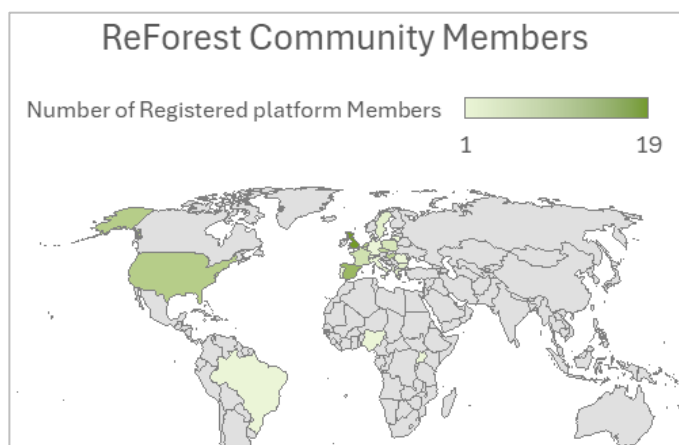 ReForest Community Members
Number of Registered platform Members
1 19